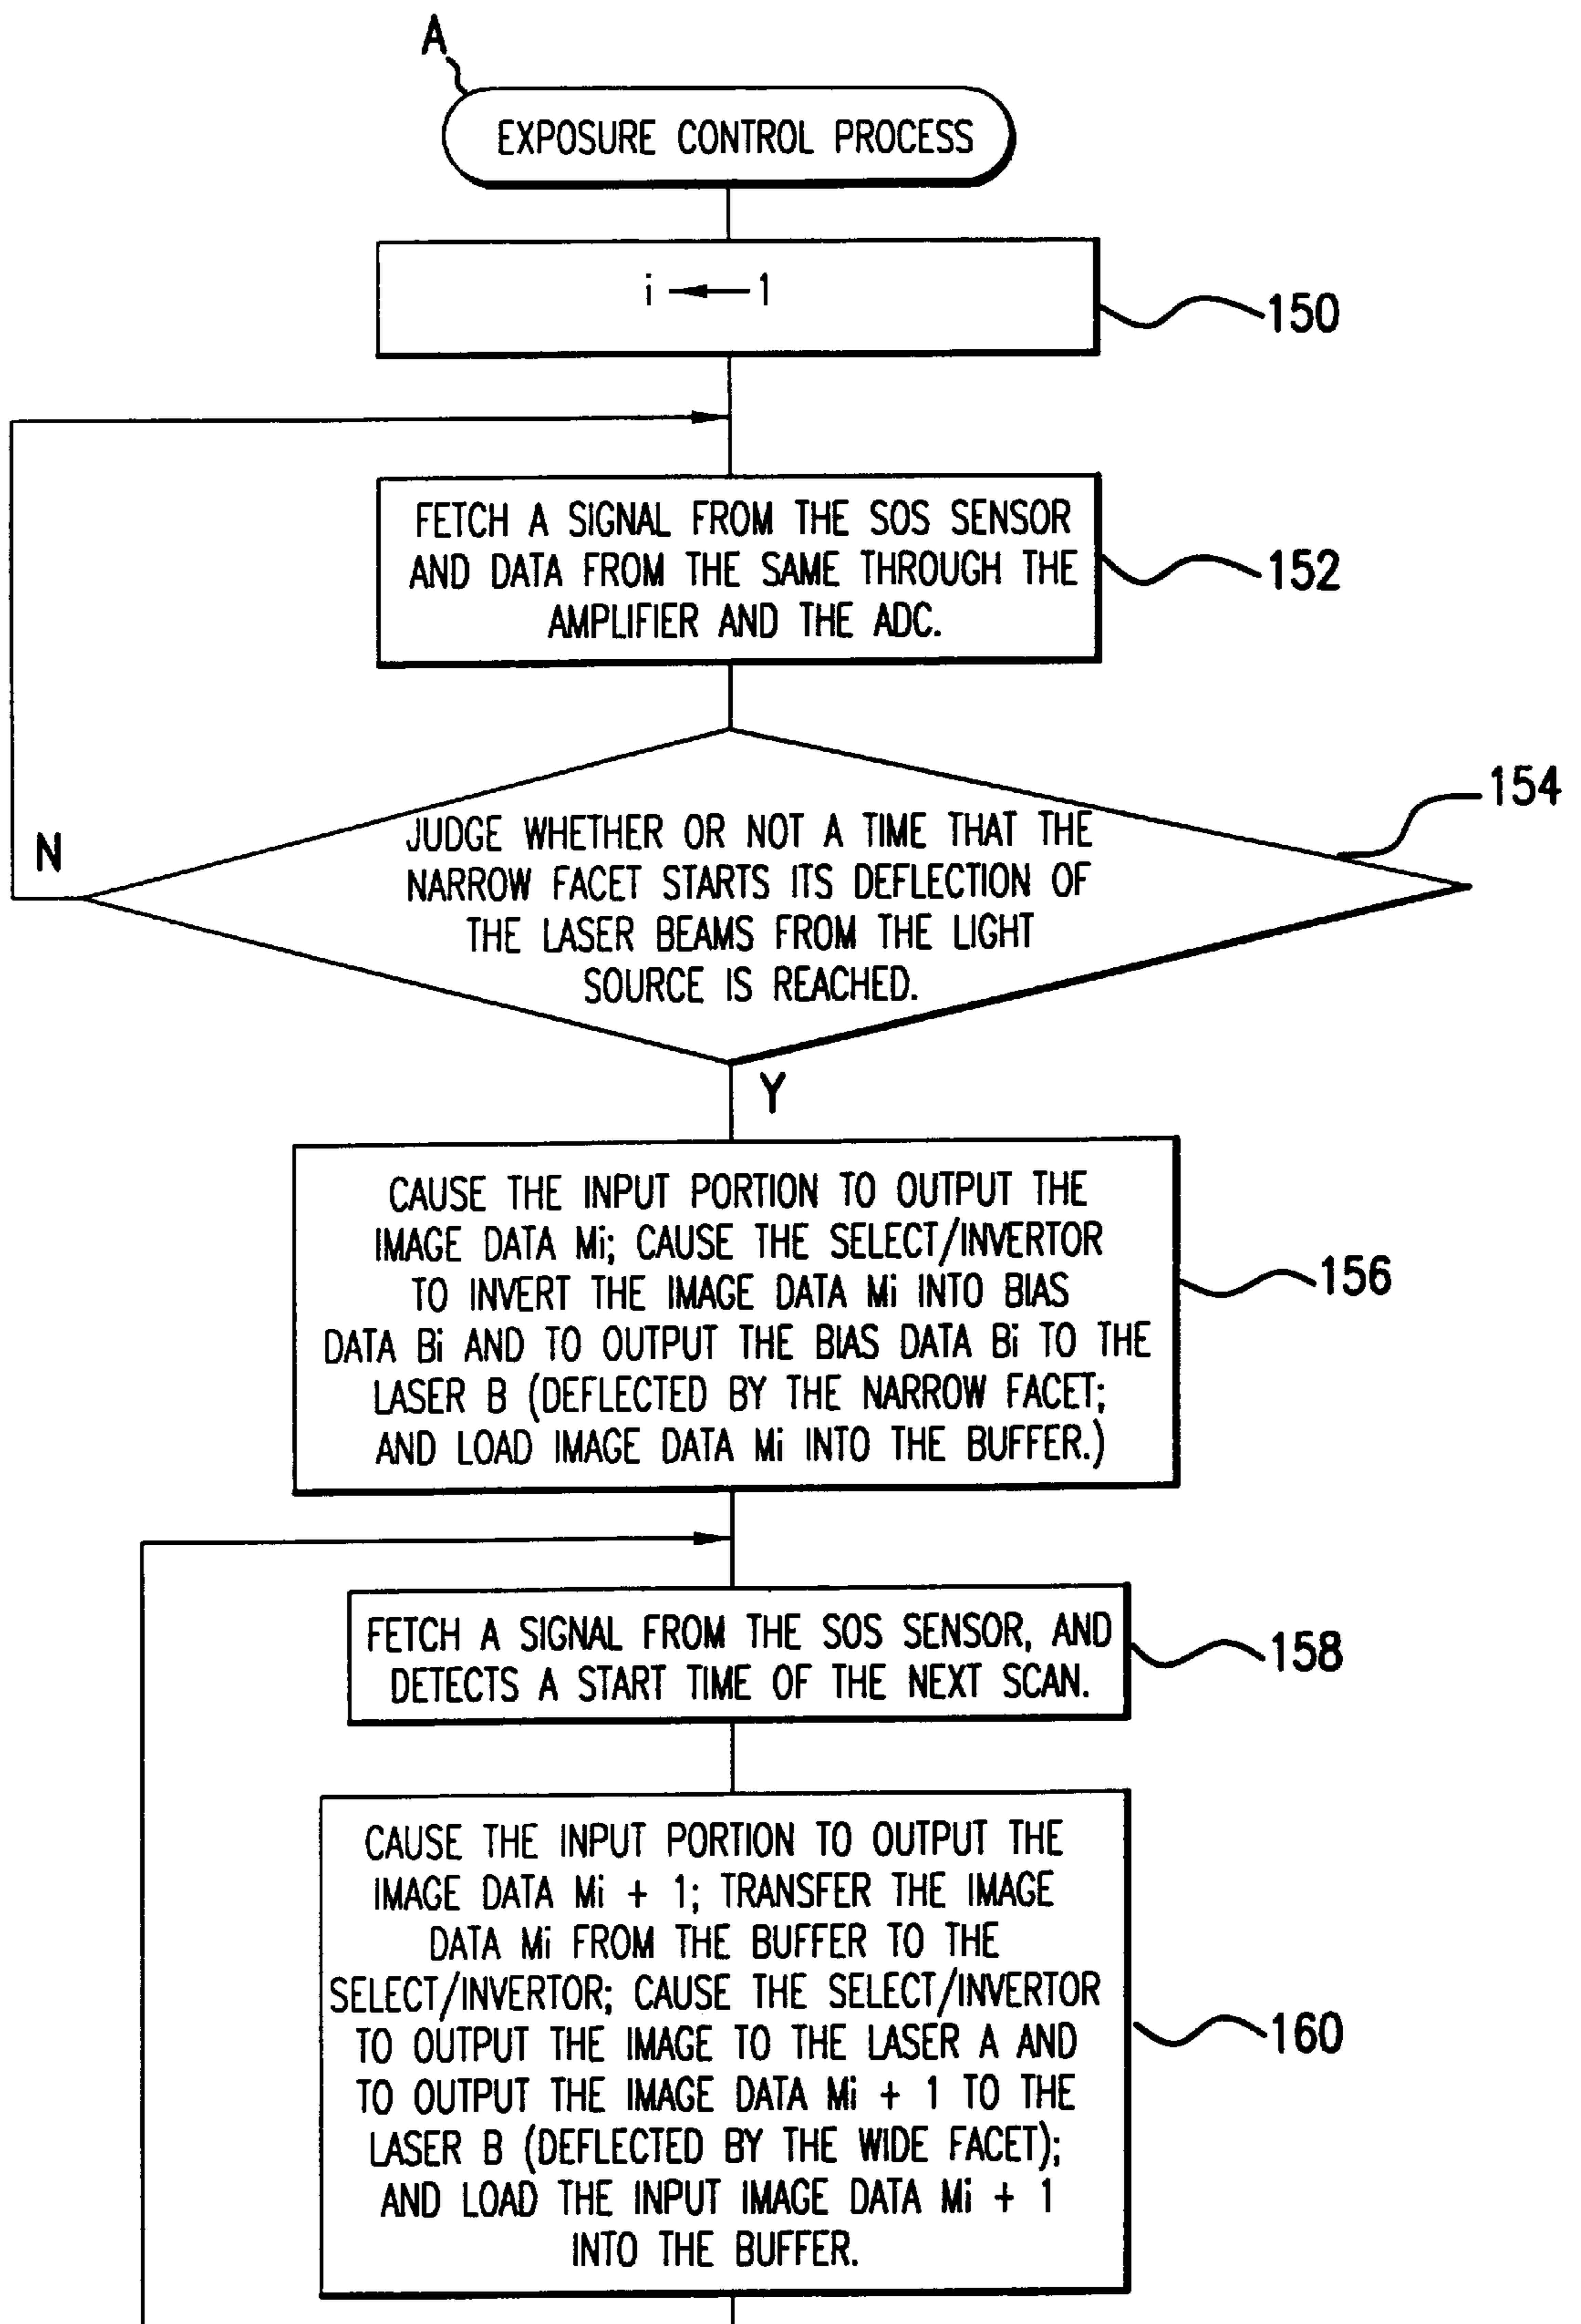 A
EXPOSURE CONTROL PROCESS
i ← 1
150
FETCH A SIGNAL FROM THE SOS SENSOR
AND DATA FROM THE SAME THROUGH THE
AMPLIFIER AND THE ADC.
152
154
N
JUDGE WHETHER OR NOT A TIME THAT THE
NARROW FACET STARTS ITS DEFLECTION OF
THE LASER BEAMS FROM THE LIGHT
SOURCE IS REACHED.
Y
CAUSE THE INPUT PORTION TO OUTPUT THE
IMAGE DATA Mi; CAUSE THE SELECT/INVERTOR
TO INVERT THE IMAGE DATA Mi INTO BIAS
DATA Bi AND TO OUTPUT THE BIAS DATA Bi TO THE
LASER B (DEFLECTED BY THE NARROW FACET;
AND LOAD IMAGE DATA Mi INTO THE BUFFER.)
156
FETCH A SIGNAL FROM THE SOS SENSOR, AND
DETECTS A START TIME OF THE NEXT SCAN.
158
CAUSE THE INPUT PORTION TO OUTPUT THE
IMAGE DATA Mi + 1; TRANSFER THE IMAGE
DATA Mi FROM THE BUFFER TO THE
SELECT/INVERTOR; CAUSE THE SELECT/INVERTOR
TO OUTPUT THE IMAGE TO THE LASER A AND
TO OUTPUT THE IMAGE DATA Mi + 1 TO THE
LASER B (DEFLECTED BY THE WIDE FACET);
AND LOAD THE INPUT IMAGE DATA Mi + 1
INTO THE BUFFER.
160